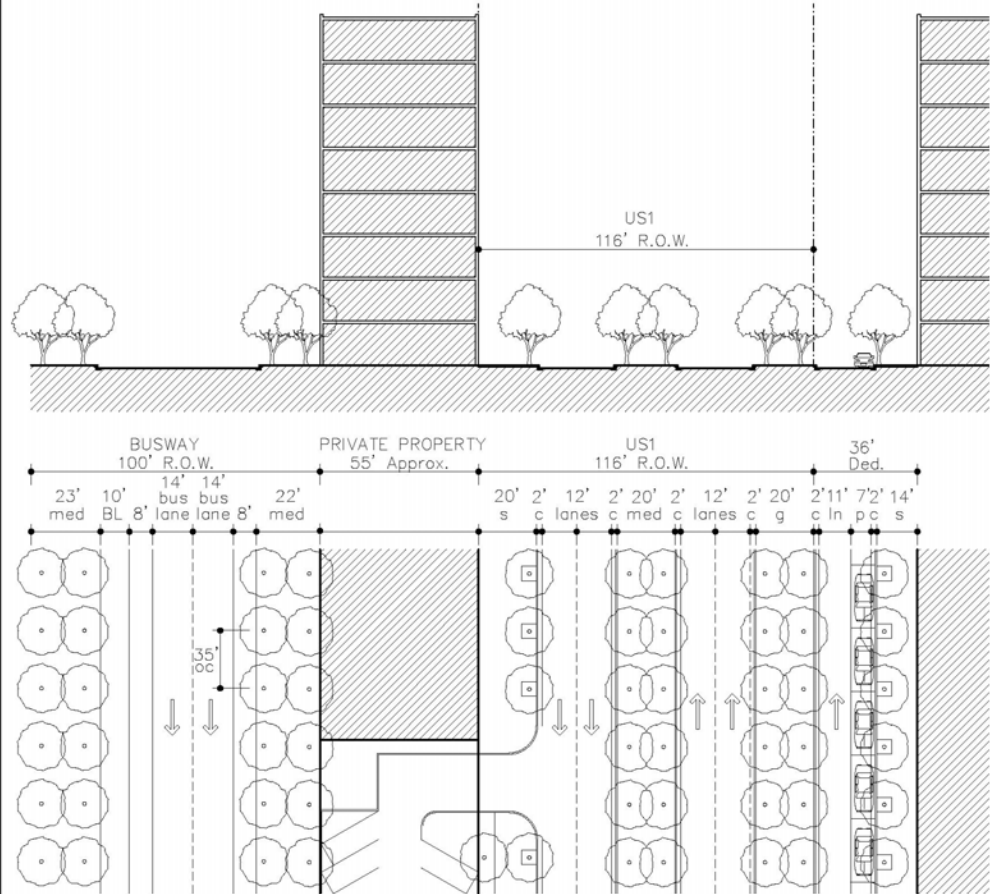 US1
116' R.O.W.
BUSWAY
100' R.O.W.
PRIVATE PROPERTY
55' Approx.
US1
116' R.O.W.
36'
Ded.
23'
med
10'
BL
8'
14'
bus
lane
14'
bus
lane
8'
22'
med
20'
s
2'
c
12'
lanes
2'
c
20'
med
2'
c
12'
lanes
2'
c
20'
g
2'
c
11'
ln
7'
p
2'
c
14'
s
35'
oc